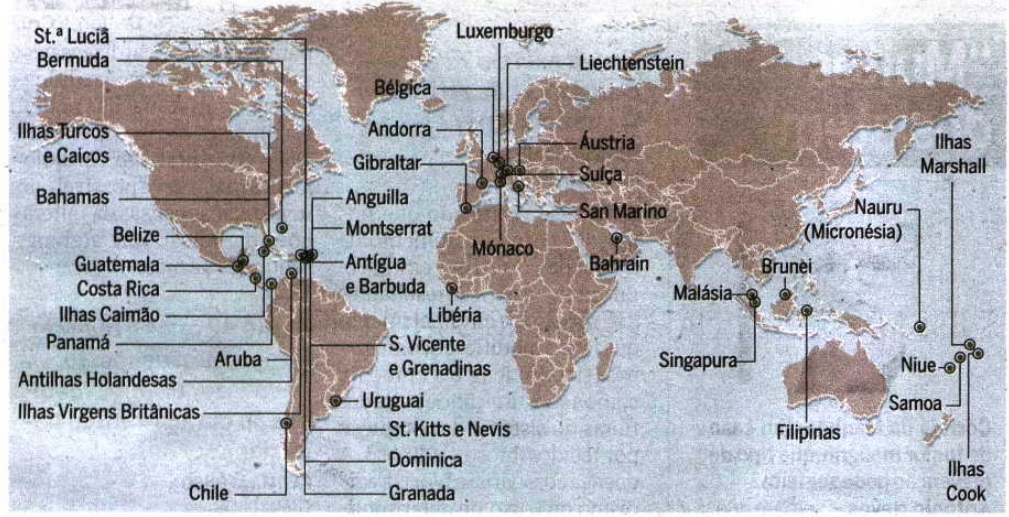 St.ª Lucia
Bermuda
Ilhas Turcos
e Caicos
Bahamas
Belize
Guatemala
Costa Rica
Ilhas Caimão
Panamá
Aruba
Antilhas Holandesas
Ilhas Virgens Britânicas
Chile
Anguilla
Montserrat
Antígua
e Barbuda
S. Vicente
e Grenadinas
Uruguai
St. Kitts e Nevis
Dominica
Granada
Luxemburgo
Liechtenstein
Bélgica
Andorra
Gibraltar
Áustria
Suíça
San Marino
Mónaco
Bahrain
Libéria
Malásia
Singapura
Brunei
Filipinas
Ilhas
Marshall
Nauru
(Micronésia)
Niue
Samoa
Ilhas
Cook